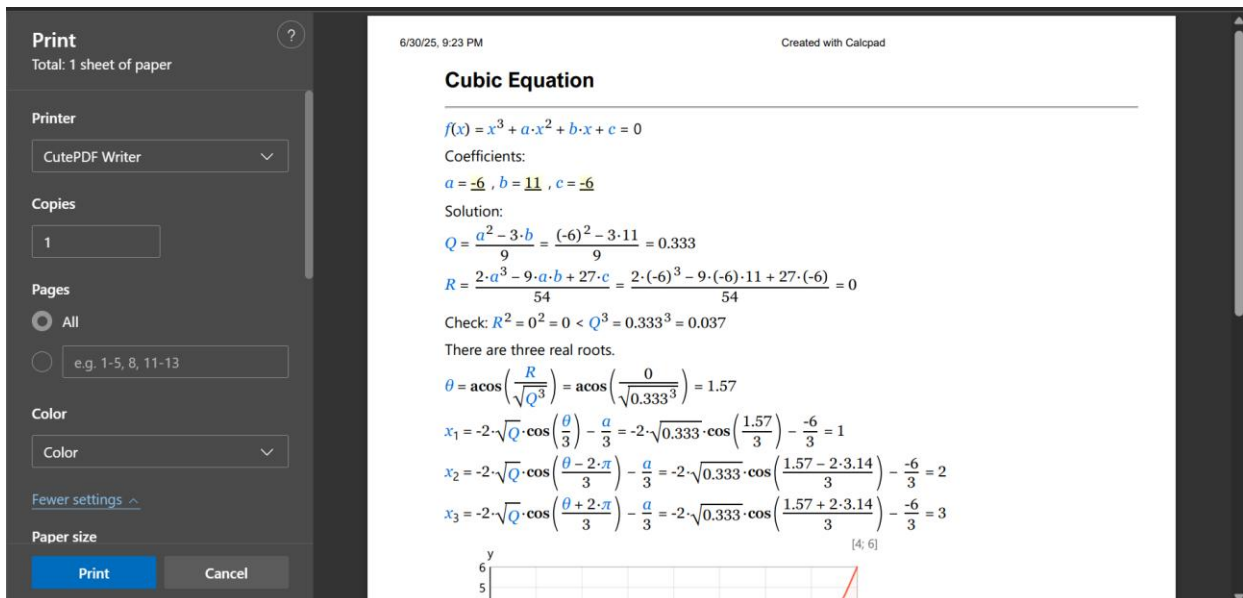 Print
?
Total: 1 sheet of paper
Printer
CutePDF Writer
Copies
1
Pages
All
e.g. 1-5, 8, 11-13
Color
Color
Fewer settings
Paper size
Print
Cancel
6/30/25, 9:23 PM
Created with Calcpad
Cubic Equation
f(x) = x³ + a·x² + b·x + c = 0
Coefficients:
a = -6 , b = 11 , c = -6
Solution:
Q = (a² − 3·b)/9 = ((-6)² − 3·11)/9 = 0.333
R = (2·a³ − 9·a·b + 27·c)/54 = (2·(-6)³ − 9·(-6)·11 + 27·(-6))/54 = 0
Check: R² = 0² = 0 < Q³ = 0.333³ = 0.037
There are three real roots.
θ = acos(R/√Q³) = acos(0/√0.333³) = 1.57
x₁ = -2·√Q·cos(θ/3) − a/3 = -2·√0.333·cos(1.57/3) − -6/3 = 1
x₂ = -2·√Q·cos((θ − 2·π)/3) − a/3 = -2·√0.333·cos((1.57 − 2·3.14)/3) − -6/3 = 2
x₃ = -2·√Q·cos((θ + 2·π)/3) − a/3 = -2·√0.333·cos((1.57 + 2·3.14)/3) − -6/3 = 3
[4; 6]
y
6
5